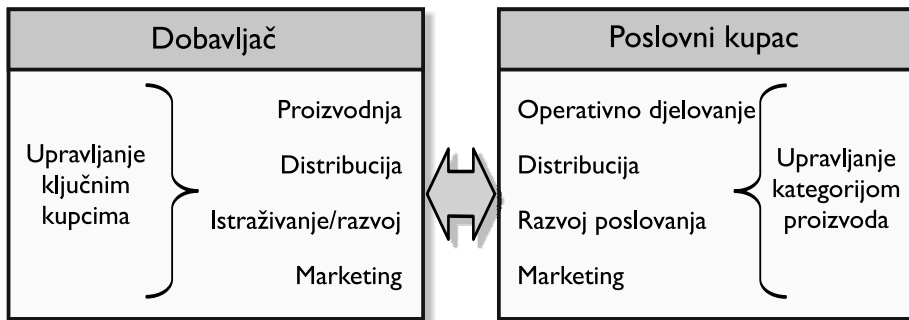 Dobavljač
Upravljanje
ključnim
kupcima
Proizvodnja
Distribucija
Istraživanje/razvoj
Marketing
Poslovni kupac
Operativno djelovanje
Distribucija
Razvoj poslovanja
Marketing
Upravljanje
kategorijom
proizvoda